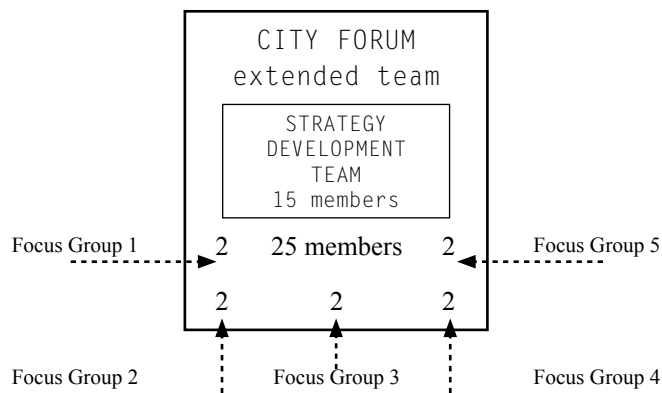 CITY FORUM
extended team
STRATEGY
DEVELOPMENT
TEAM
15 members
Focus Group 1 2 25 members 2 Focus Group 5
2 2 2
Focus Group 2 Focus Group 3 Focus Group 4